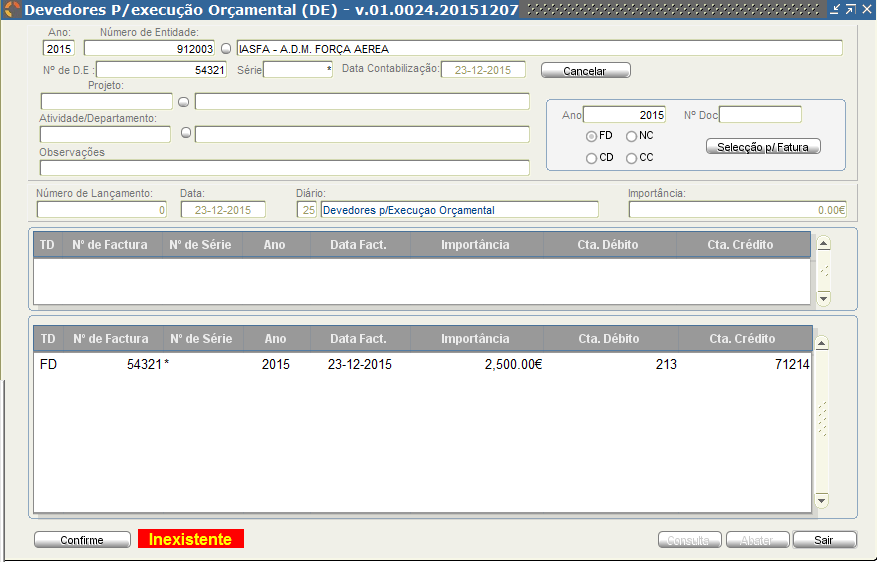 Devedores P/execução Orçamental (DE) - v.01.0024.20151207
Ano: Número de Entidade:
2015 912003 IASFA - A.D.M. FORÇA AEREA
Nº de D.E : 54321 Série * Data Contabilização: 23-12-2015 Cancelar
Projeto:
Ano 2015 Nº Doc
Atividade/Departamento:
FD NC
Selecção p/ Fatura
Observações
CD CC
Número de Lançamento: Data: Diário: Importância:
0 23-12-2015 25 Devedores p/Execuçao Orçamental 0.00€
TD Nº de Factura Nº de Série Ano Data Fact. Importância Cta. Débito Cta. Crédito
TD Nº de Factura Nº de Série Ano Data Fact. Importância Cta. Débito Cta. Crédito
FD 54321 * 2015 23-12-2015 2,500.00€ 213 71214
Confirme Inexistente Consulta Abater Sair